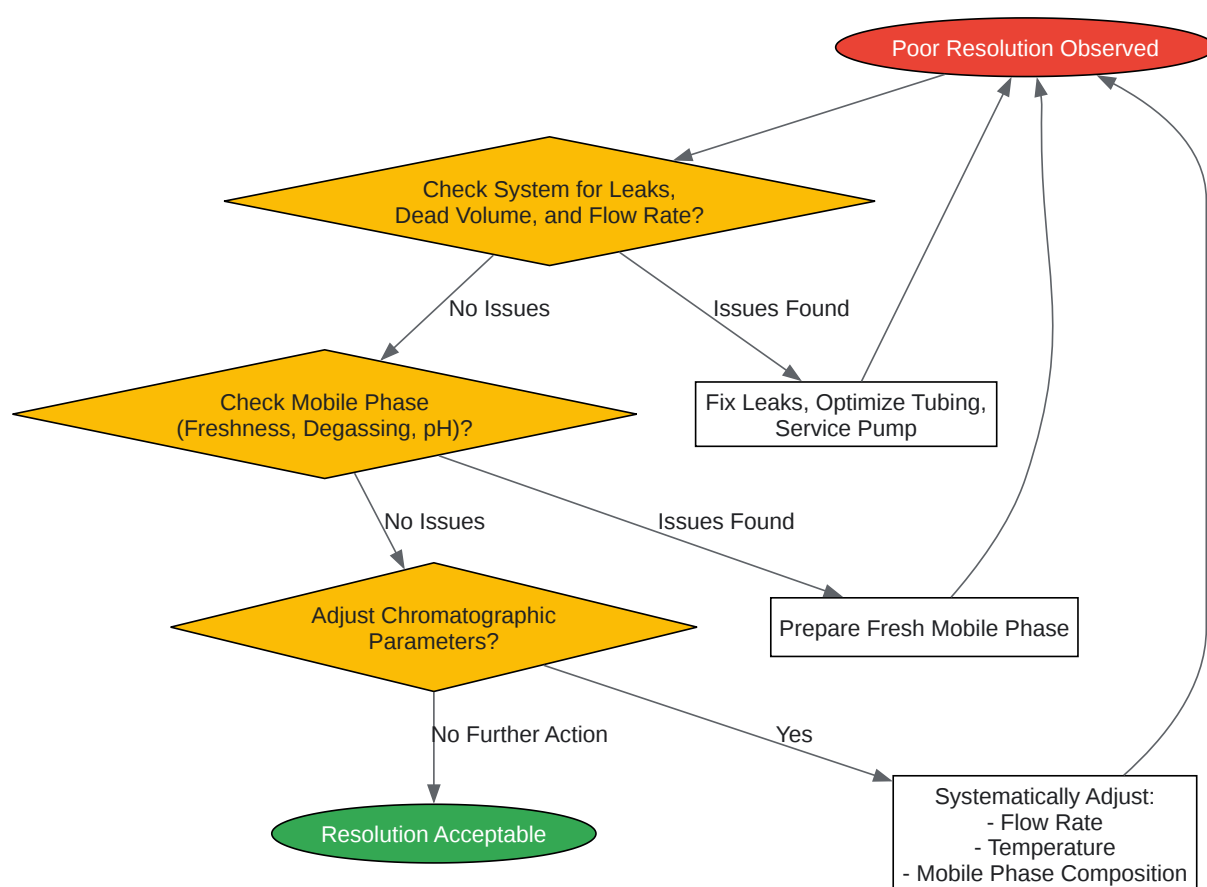 Poor Resolution Observed
Check System for Leaks,
Dead Volume, and Flow Rate?
No Issues
Issues Found
Check Mobile Phase
(Freshness, Degassing, pH)?
Fix Leaks, Optimize Tubing,
Service Pump
No Issues
Issues Found
Adjust Chromatographic
Parameters?
Prepare Fresh Mobile Phase
No Further Action
Yes
Resolution Acceptable
Systematically Adjust:
- Flow Rate
- Temperature
- Mobile Phase Composition